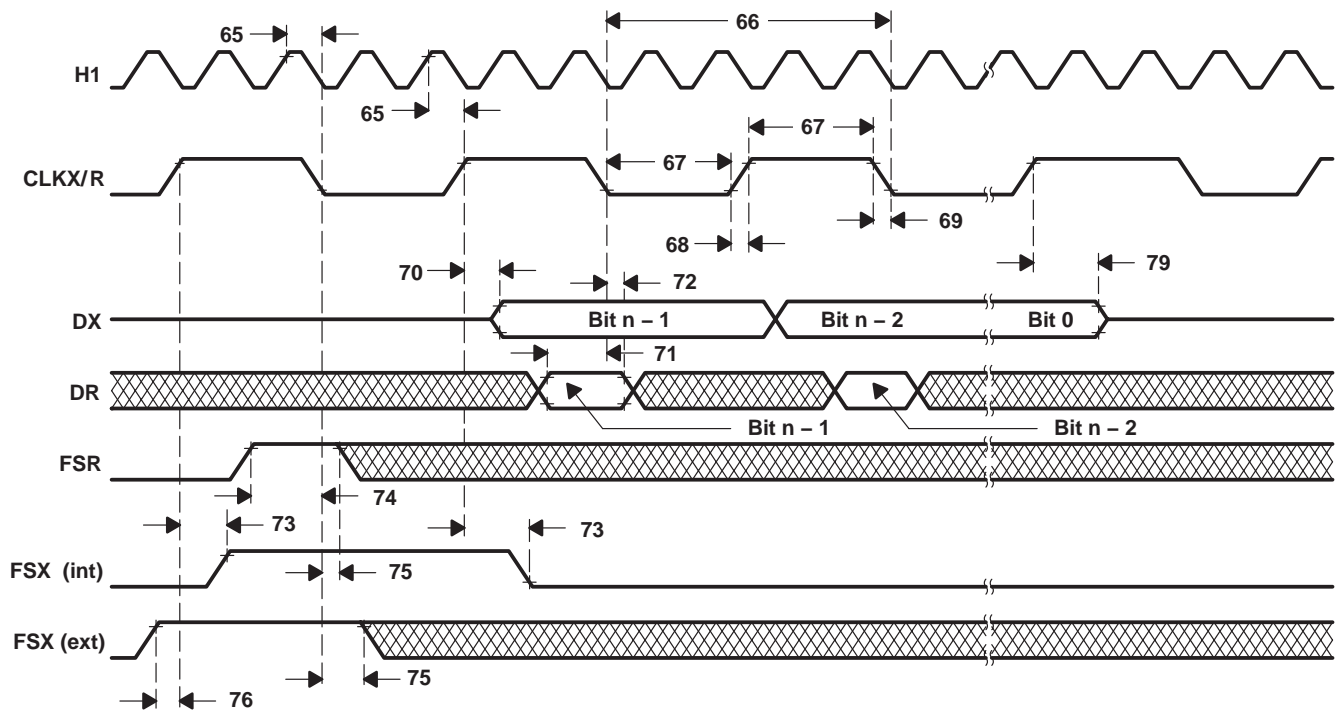 66
65
H1
65
67
67
CLKX/R
69
68
70
72
79
DX
Bit n – 1
Bit n – 2
Bit 0
71
DR
Bit n – 1
Bit n – 2
FSR
74
73
73
FSX (int)
75
FSX (ext)
75
76